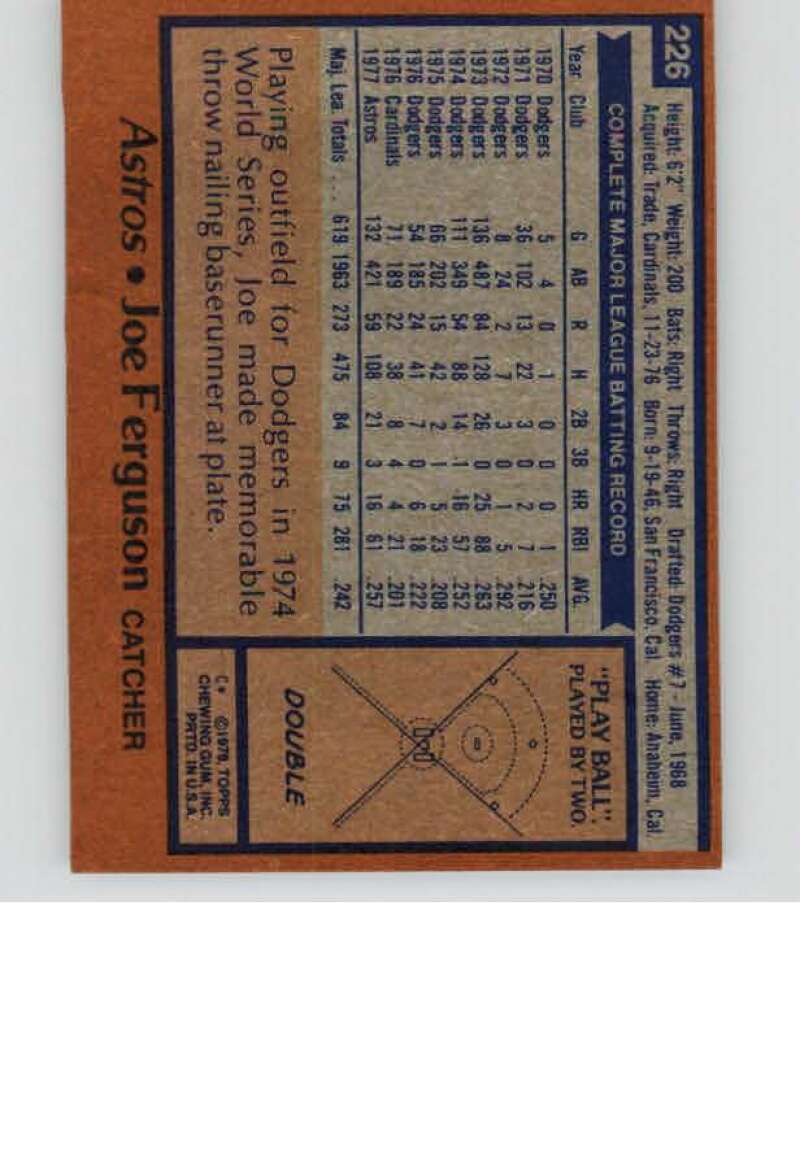 226
Height: 6'2" Weight: 200 Bats: Right Throws: Right Drafted: Dodgers #7 - June, 1968
Acquired: Trade, Cardinals, 11-23-76 Born: 9-19-46, San Francisco, Cal. Home: Anaheim, Cal.
COMPLETE MAJOR LEAGUE BATTING RECORD
Year Club G AB R H 2B 3B HR RBI AVG.
1970 Dodgers 5 4 0 1 0 0 0 1 .250
1971 Dodgers 36 102 13 22 3 0 2 7 .216
1972 Dodgers 8 24 2 7 3 0 1 5 .292
1973 Dodgers 136 487 84 128 26 0 25 88 .263
1974 Dodgers 111 349 54 88 14 1 16 57 .252
1975 Dodgers 66 202 15 42 2 1 5 23 .208
1976 Dodgers 54 185 24 41 7 0 6 18 .222
1976 Cardinals 71 189 22 38 8 4 4 21 .201
1977 Astros 132 421 59 108 21 3 16 61 .257
Maj. Lea. Totals ... 619 1963 273 475 84 9 75 281 .242
Playing outfield for Dodgers in 1974
World Series, Joe made memorable
throw nailing baserunner at plate.
"PLAY BALL".
PLAYED BY TWO.
DOUBLE
C* ©1978, TOPPS
CHEWING GUM, INC.
PRTD. IN U.S.A.
Astros • Joe Ferguson CATCHER